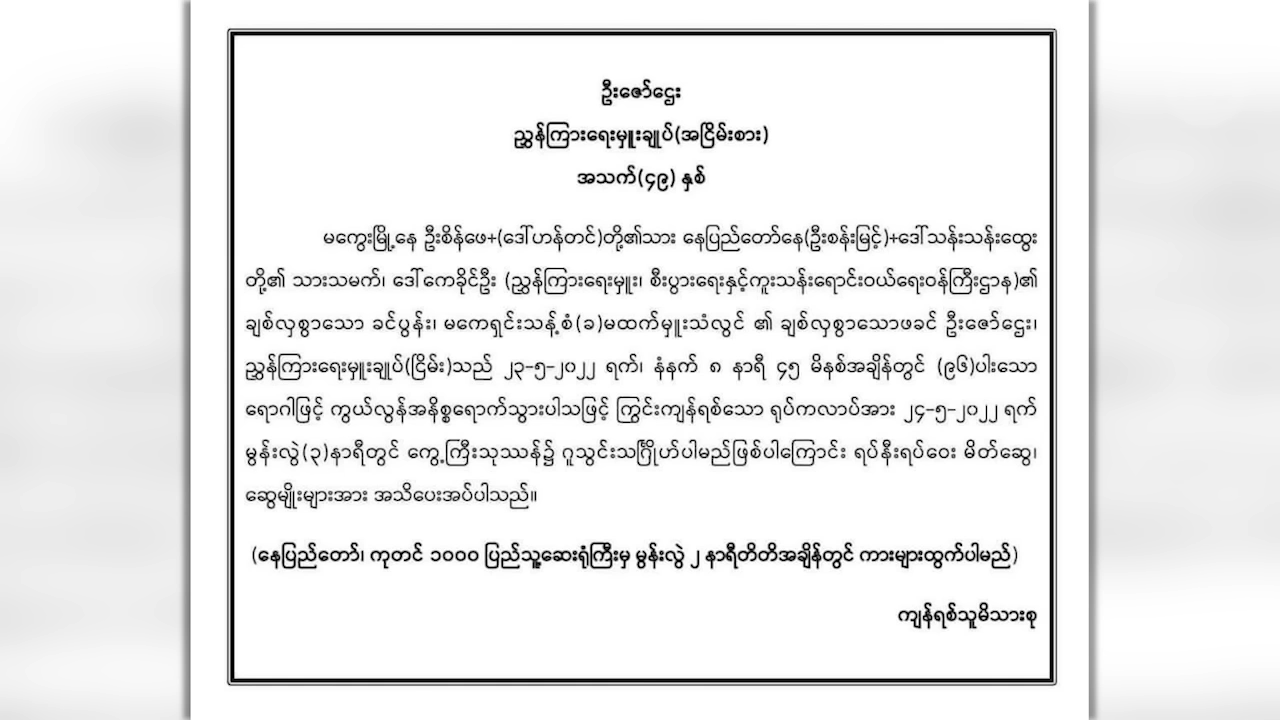 ဦးဇော်ဌေး
ညွှန်ကြားရေးမှူးချုပ်(အငြိမ်းစား)
အသက်(၄၉) နှစ်
မကွေးမြို့နေ ဦးစိန်ဖေ+(ဒေါ်ဟန်တင်)တို့၏သား နေပြည်တော်နေ(ဦးစန်းမြင့်)+ဒေါ်သန်းသန်းထွေး
တို့၏ သားသမက်၊ ဒေါ်ကေခိုင်ဦး (ညွှန်ကြားရေးမှူး၊ စီးပွားရေးနှင့်ကူးသန်းရောင်းဝယ်ရေးဝန်ကြီးဌာန)၏
ချစ်လှစွာသော ခင်ပွန်း၊ မကေရှင်းသန့်စံ(ခ)မထက်မှူးသံလွင် ၏ ချစ်လှစွာသောဖခင် ဦးဇော်ဌေး၊
ညွှန်ကြားရေးမှူးချုပ်(ငြိမ်း)သည် ၂၃-၅-၂၀၂၂ ရက်၊ နံနက် ၈ နာရီ ၄၅ မိနစ်အချိန်တွင် (၉၆)ပါးသော
ရောဂါဖြင့် ကွယ်လွန်အနိစ္စရောက်သွားပါသဖြင့် ကြွင်းကျန်ရစ်သော ရုပ်ကလာပ်အား ၂၄-၅-၂၀၂၂ ရက်
မွန်းလွဲ(၃)နာရီတွင် ကွေ့ကြီးသုဿန်၌ ဂူသွင်းသင်္ဂြိုဟ်ပါမည်ဖြစ်ပါကြောင်း ရပ်နီးရပ်ဝေး မိတ်ဆွေ၊
ဆွေမျိုးများအား အသိပေးအပ်ပါသည်။
(နေပြည်တော်၊ ကုတင် ၁၀၀၀ ပြည်သူ့ဆေးရုံကြီးမှ မွန်းလွဲ ၂ နာရီတိတိအချိန်တွင် ကားများထွက်ပါမည်)
ကျန်ရစ်သူမိသားစု